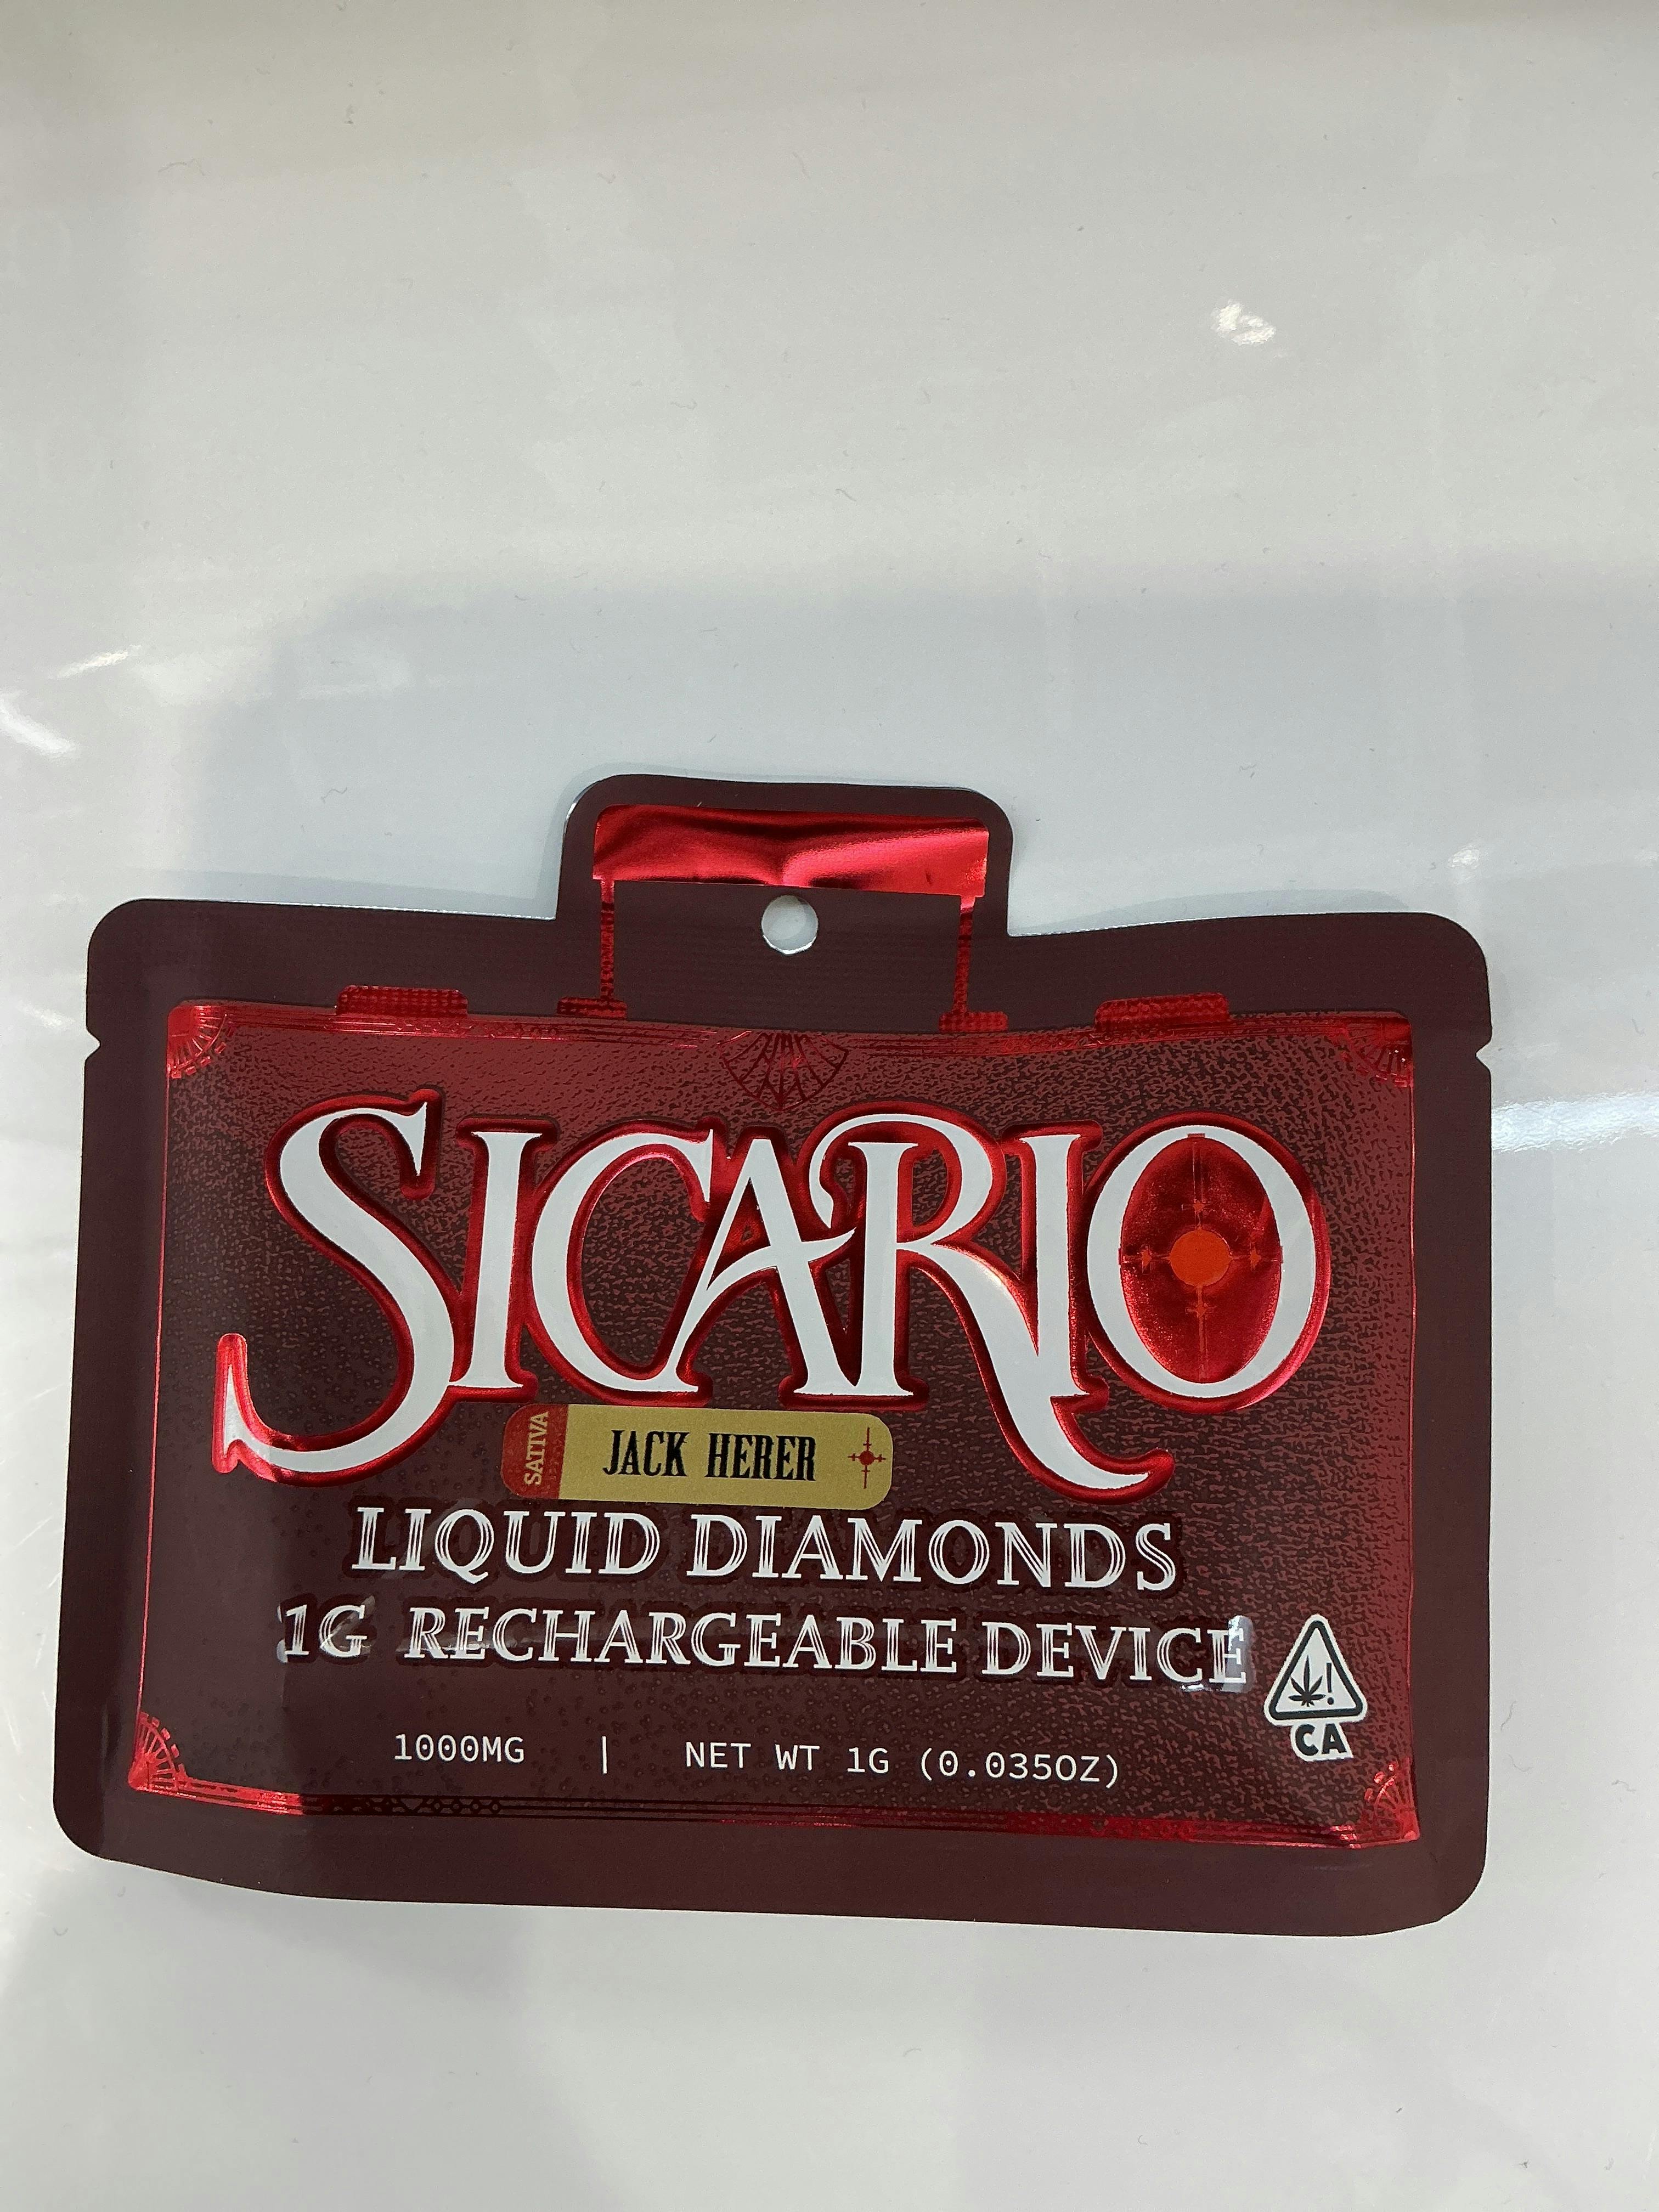 SICARIO
SATIVA
JACK HERER
LIQUID DIAMONDS
1G RECHARGEABLE DEVICE
CA
1000MG | NET WT 1G (0.035OZ)